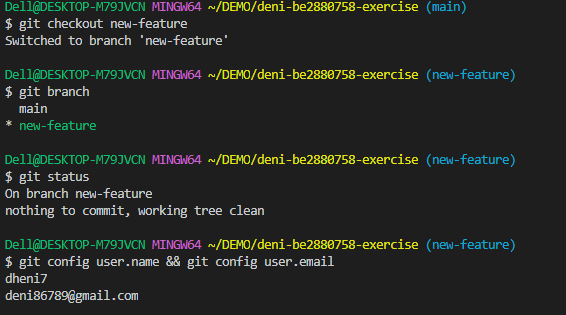 Dell@DESKTOP-M79JVCN MINGW64 ~/DEMO/deni-be2880758-exercise (main)
$ git checkout new-feature
Switched to branch 'new-feature'
Dell@DESKTOP-M79JVCN MINGW64 ~/DEMO/deni-be2880758-exercise (new-feature)
$ git branch
  main
* new-feature
Dell@DESKTOP-M79JVCN MINGW64 ~/DEMO/deni-be2880758-exercise (new-feature)
$ git status
On branch new-feature
nothing to commit, working tree clean
Dell@DESKTOP-M79JVCN MINGW64 ~/DEMO/deni-be2880758-exercise (new-feature)
$ git config user.name && git config user.email
dheni7
deni86789@gmail.com